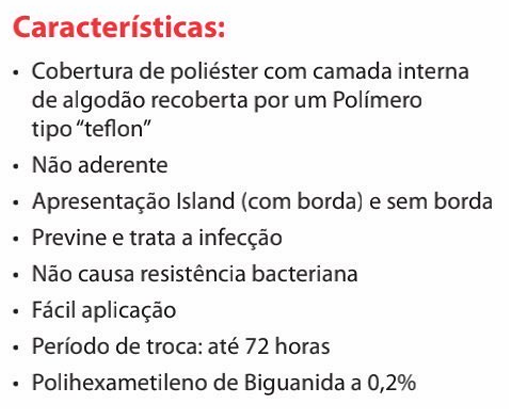 Características:
• Cobertura de poliéster com camada interna
de algodão recoberta por um Polímero
tipo “teflon”
• Não aderente
• Apresentação Island (com borda) e sem borda
• Previne e trata a infecção
• Não causa resistência bacteriana
• Fácil aplicação
• Período de troca: até 72 horas
• Polihexametileno de Biguanida a 0,2%